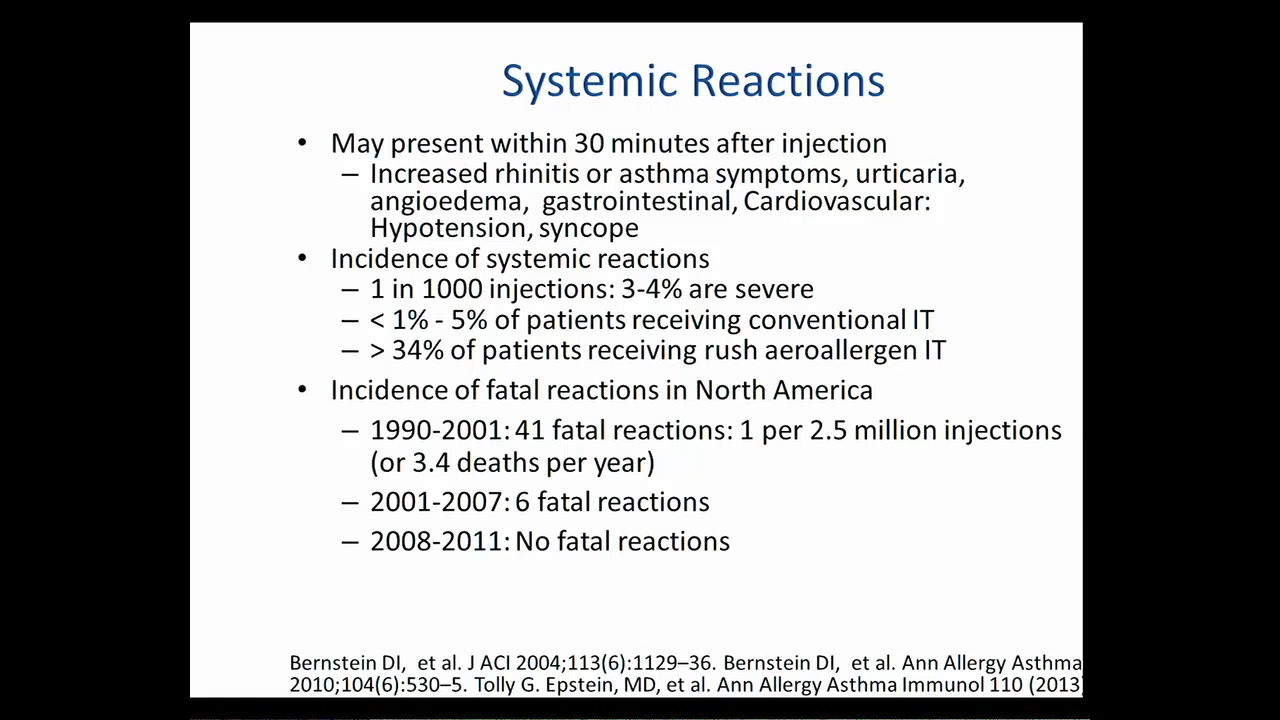 Systemic Reactions
• May present within 30 minutes after injection
– Increased rhinitis or asthma symptoms, urticaria,
angioedema, gastrointestinal, Cardiovascular:
Hypotension, syncope
• Incidence of systemic reactions
– 1 in 1000 injections: 3-4% are severe
– < 1% - 5% of patients receiving conventional IT
– > 34% of patients receiving rush aeroallergen IT
• Incidence of fatal reactions in North America
– 1990-2001: 41 fatal reactions: 1 per 2.5 million injections
(or 3.4 deaths per year)
– 2001-2007: 6 fatal reactions
– 2008-2011: No fatal reactions
Bernstein DI, et al. J ACI 2004;113(6):1129–36. Bernstein DI, et al. Ann Allergy Asthma
2010;104(6):530–5. Tolly G. Epstein, MD, et al. Ann Allergy Asthma Immunol 110 (2013)